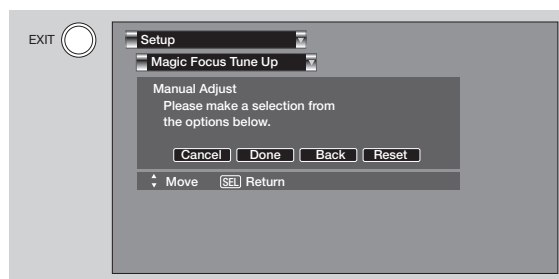 EXIT
Setup
Magic Focus Tune Up
Manual Adjust
Please make a selection from
the options below.
Cancel Done Back Reset
Move SEL Return